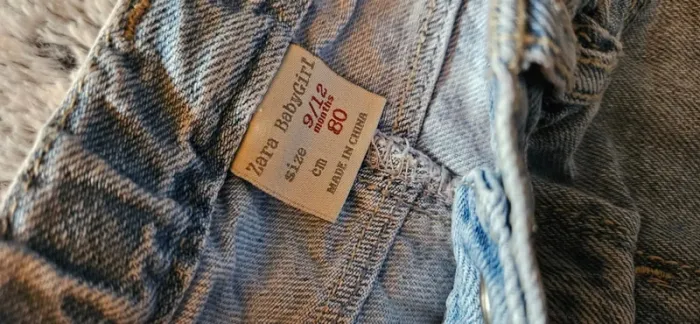 Zara BabyGirl
size 9/12
months
cm 80
MADE IN CHINA